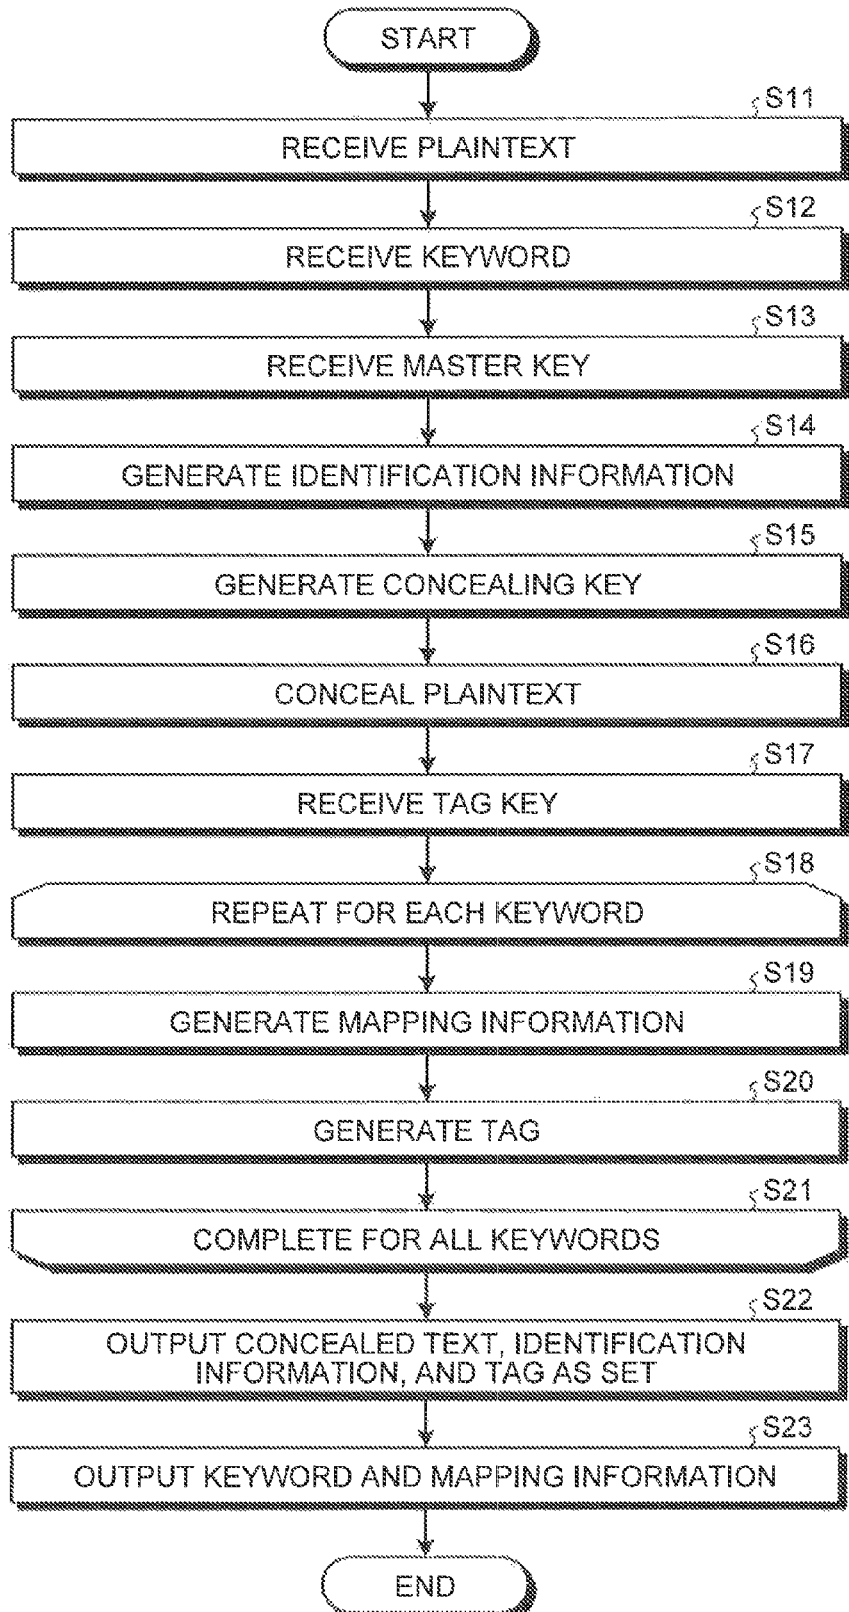 START
S11
RECEIVE PLAINTEXT
S12
RECEIVE KEYWORD
S13
RECEIVE MASTER KEY
S14
GENERATE IDENTIFICATION INFORMATION
S15
GENERATE CONCEALING KEY
S16
CONCEAL PLAINTEXT
S17
RECEIVE TAG KEY
S18
REPEAT FOR EACH KEYWORD
S19
GENERATE MAPPING INFORMATION
S20
GENERATE TAG
S21
COMPLETE FOR ALL KEYWORDS
S22
OUTPUT CONCEALED TEXT, IDENTIFICATION
INFORMATION, AND TAG AS SET
S23
OUTPUT KEYWORD AND MAPPING INFORMATION
END